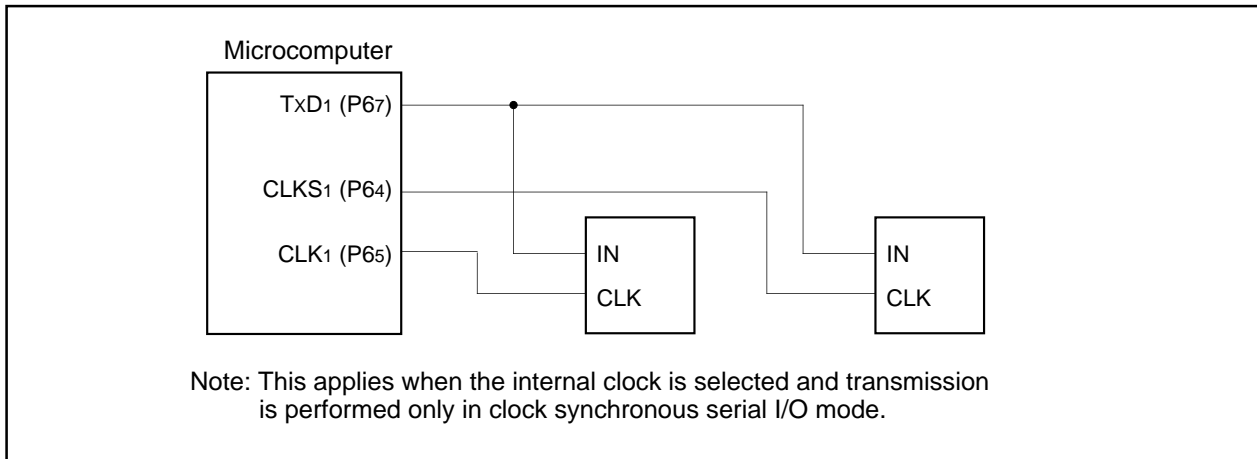 Microcomputer
TXD1 (P67)
CLKS1 (P64)
CLK1 (P65)
IN
CLK
IN
CLK
Note: This applies when the internal clock is selected and transmission
is performed only in clock synchronous serial I/O mode.